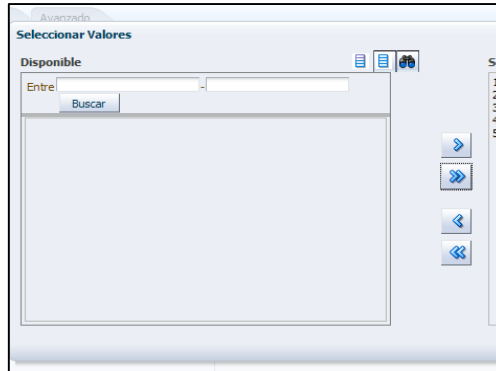 Avanzado
Seleccionar Valores
Disponible
S
Entre
-
Buscar
1
2
3
4
5